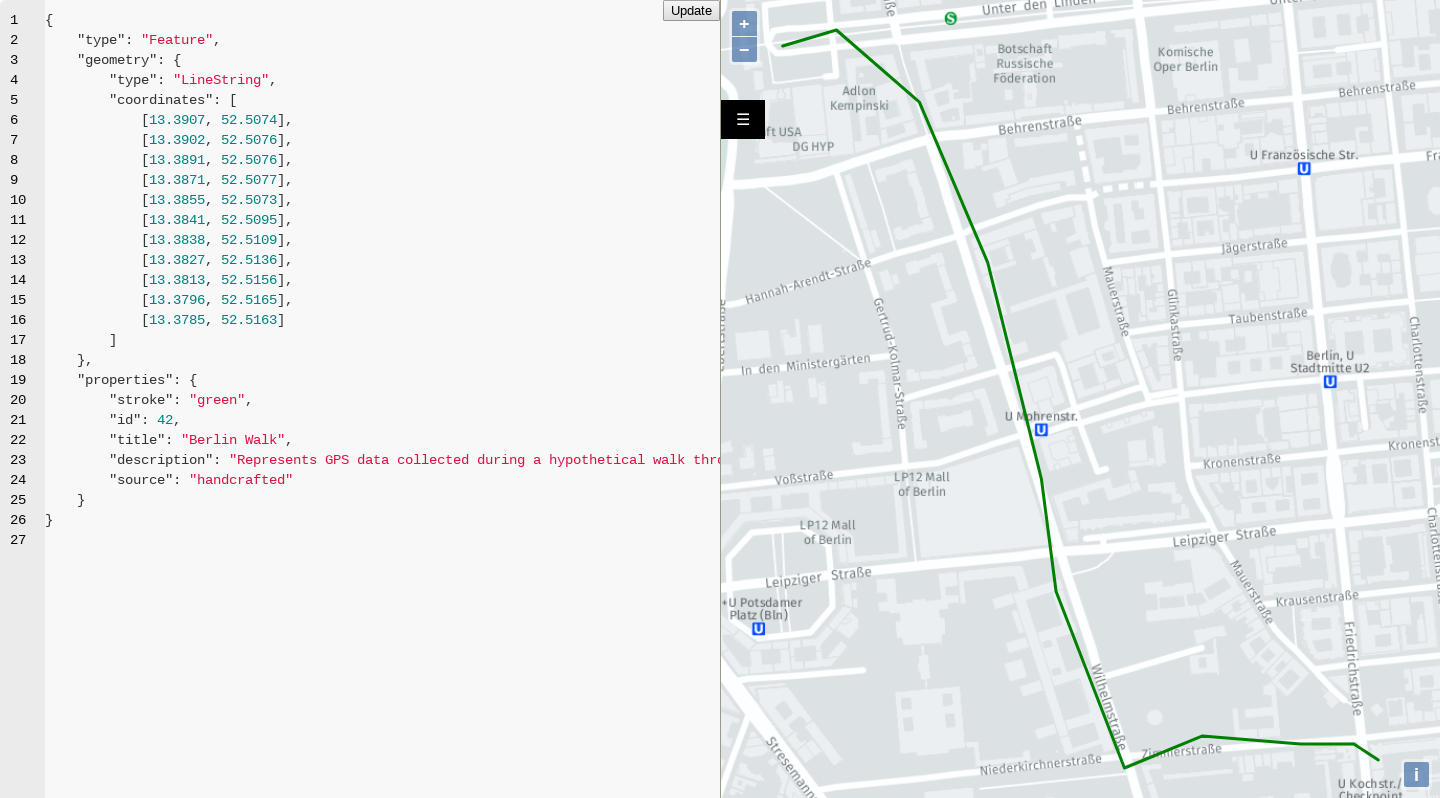 1 {
2 "type": "Feature",
3 "geometry": {
4 "type": "LineString",
5 "coordinates": [
6 [13.3907, 52.5074],
7 [13.3902, 52.5076],
8 [13.3891, 52.5076],
9 [13.3871, 52.5077],
10 [13.3855, 52.5073],
11 [13.3841, 52.5095],
12 [13.3838, 52.5109],
13 [13.3827, 52.5136],
14 [13.3813, 52.5156],
15 [13.3796, 52.5165],
16 [13.3785, 52.5163]
17 ]
18 },
19 "properties": {
20 "stroke": "green",
21 "id": 42,
22 "title": "Berlin Walk",
23 "description": "Represents GPS data collected during a hypothetical walk thro
24 "source": "handcrafted"
25 }
26 }
27
Update
+
−
☰
Unter den Linden
S
Botschaft
Russische
Föderation
Komische
Oper Berlin
Adlon
Kempinski
ft USA
DG HYP
Behrenstraße
Behrenstraße
Behrenstraße
U Französische Str.
U
Fra
Jägerstraße
Hannah-Arendt-Straße
Mauerstraße
Glinkastraße
Taubenstraße
Charlottenstraße
Gertrud-Kolmar-Straße
In den Ministergärten
Berlin, U
Stadtmitte U2
U
U Mohrenstr.
U
Kronenstraße
Kronenst
Voßstraße
LP12 Mall
of Berlin
LP12 Mall
of Berlin
Leipziger Straße
Leipziger Straße
Charlottenstraße
Mauerstraße
Krausenstraße
U Potsdamer
Platz (Bln)
U
Friedrichstraße
Wilhelmstraße
Zimmerstraße
Niederkirchnerstraße
Stresemann
U Kochstr./
Checkpoint
i